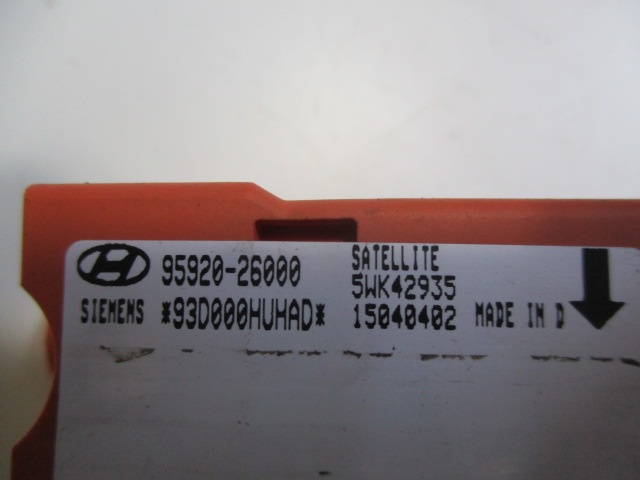 95920-26000 SATELLITE
5WK42935
SIEMENS *93D000HUHAD* 15040402 MADE IN D